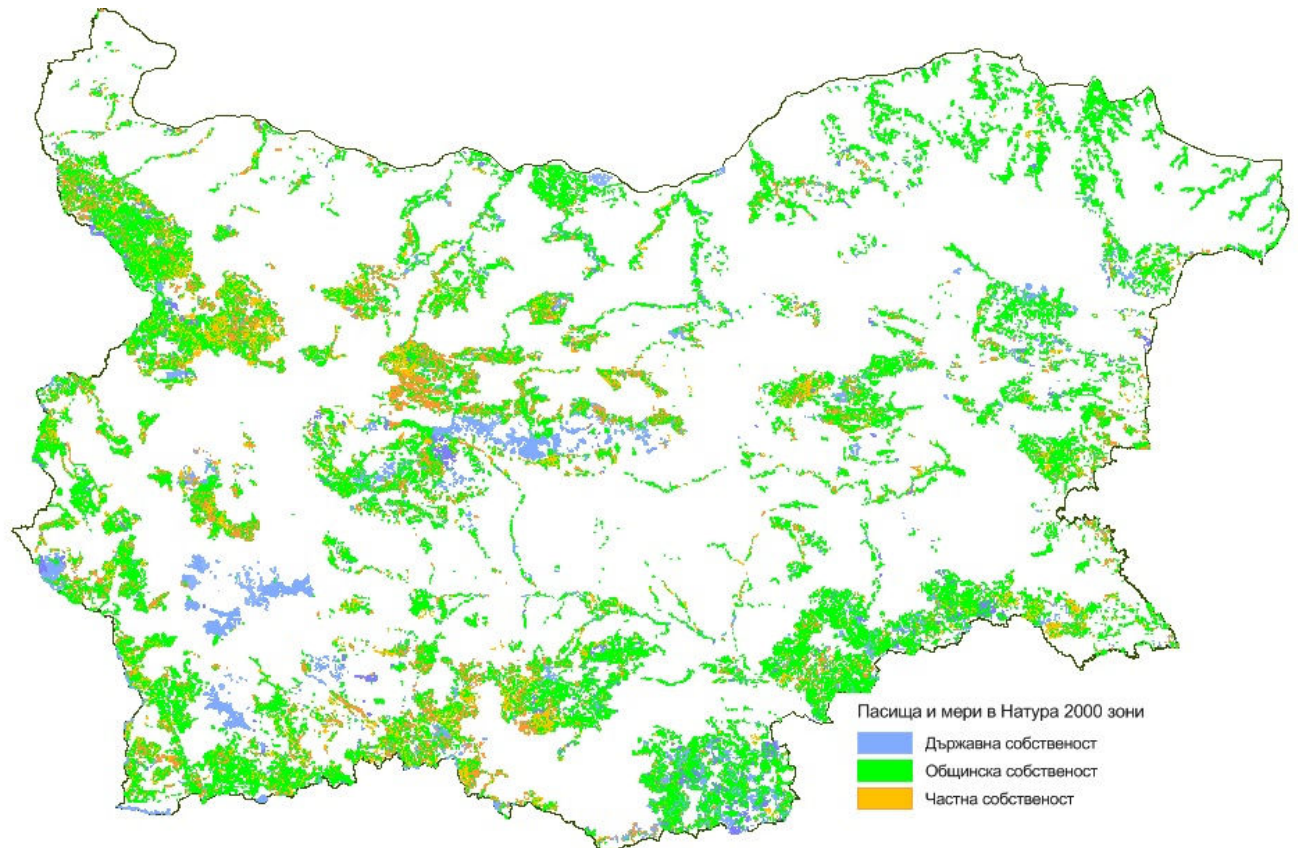 Пасища и мери в Натура 2000 зони
Държавна собственост
Общинска собственост
Частна собственост